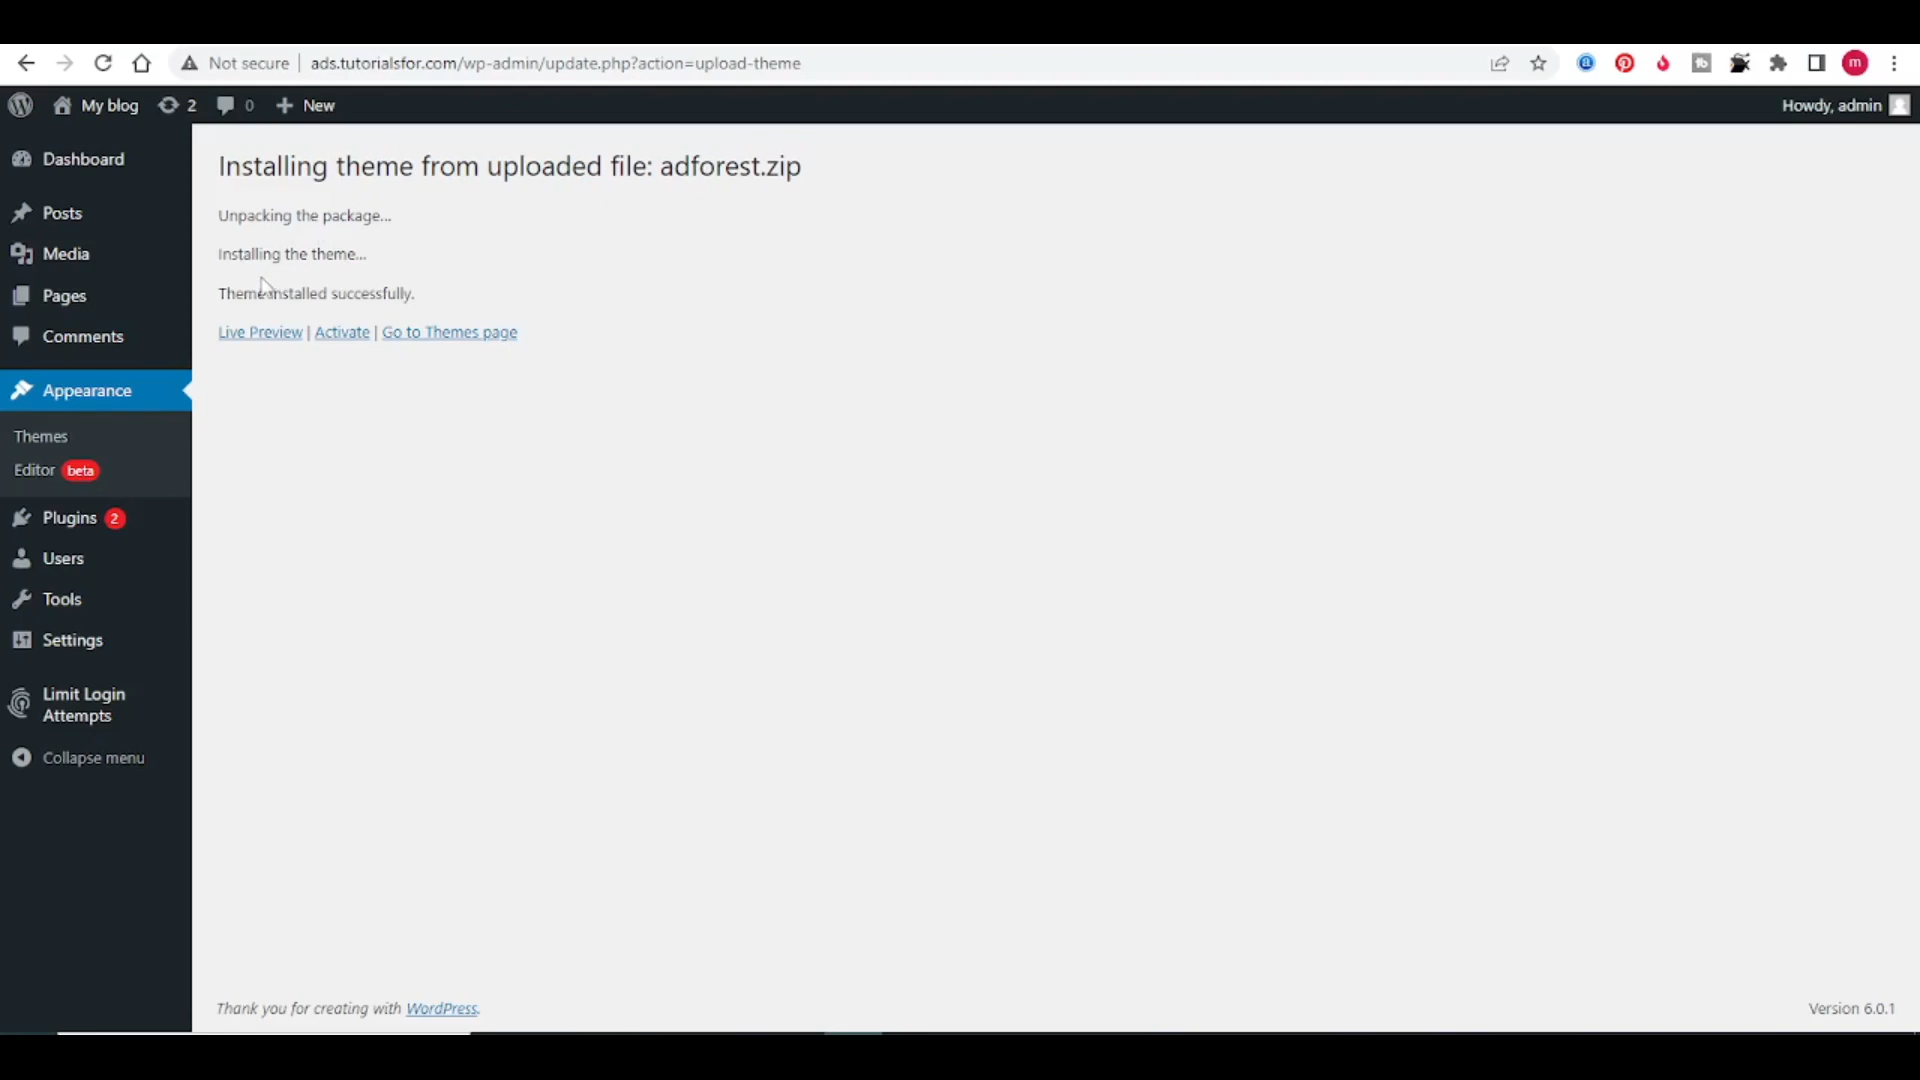 Not secure | ads.tutorialsfor.com/wp-admin/update.php?action=upload-theme
m
My blog 2 0 + New
Howdy, admin
Dashboard
Posts
Media
Pages
Comments
Appearance
Themes
Editor beta
Plugins 2
Users
Tools
Settings
Limit Login
Attempts
Collapse menu
Installing theme from uploaded file: adforest.zip
Unpacking the package...
Installing the theme...
Theme installed successfully.
Live Preview | Activate | Go to Themes page
Thank you for creating with WordPress.
Version 6.0.1